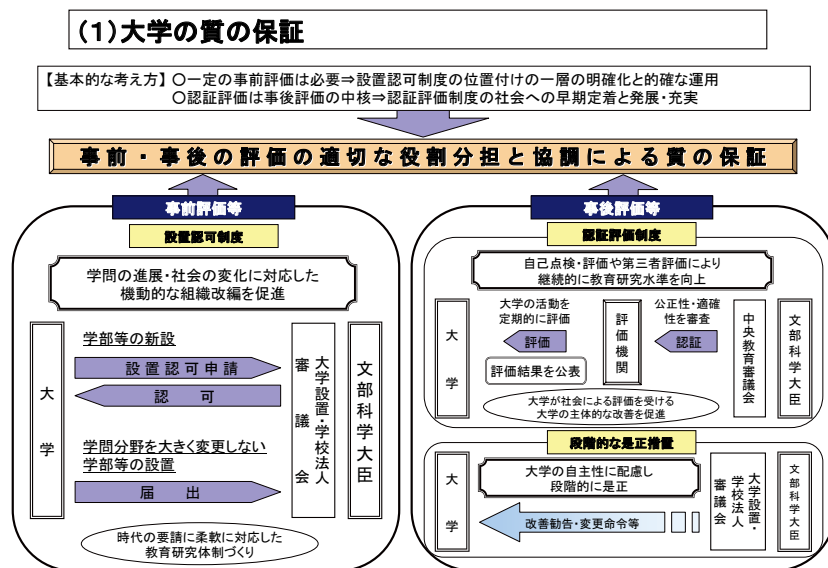 (1)大学の質の保証
【基本的な考え方】 ○一定の事前評価は必要⇒設置認可制度の位置付けの一層の明確化と的確な運用
○認証評価は事後評価の中核⇒認証評価制度の社会への早期定着と発展・充実
事前・事後の評価の適切な役割分担と協調による質の保証
事前評価等
設置認可制度
学問の進展・社会の変化に対応した
機動的な組織改編を促進
大学
学部等の新設
設置認可申請
認可
学問分野を大きく変更しない
学部等の設置
届出
大学設置・学校法人
審議会
文部科学大臣
時代の要請に柔軟に対応した
教育研究体制づくり
事後評価等
認証評価制度
自己点検・評価や第三者評価により
継続的に教育研究水準を向上
大学
大学の活動を
定期的に評価
評価
評価結果を公表
評価機関
公正性・適確
性を審査
認証
中央教育審議会
文部科学大臣
大学が社会による評価を受ける
大学の主体的な改善を促進
段階的な是正措置
大学の自主性に配慮し
段階的に是正
大学
改善勧告・変更命令等
大学設置・
学校法人
審議会
文部科学大臣